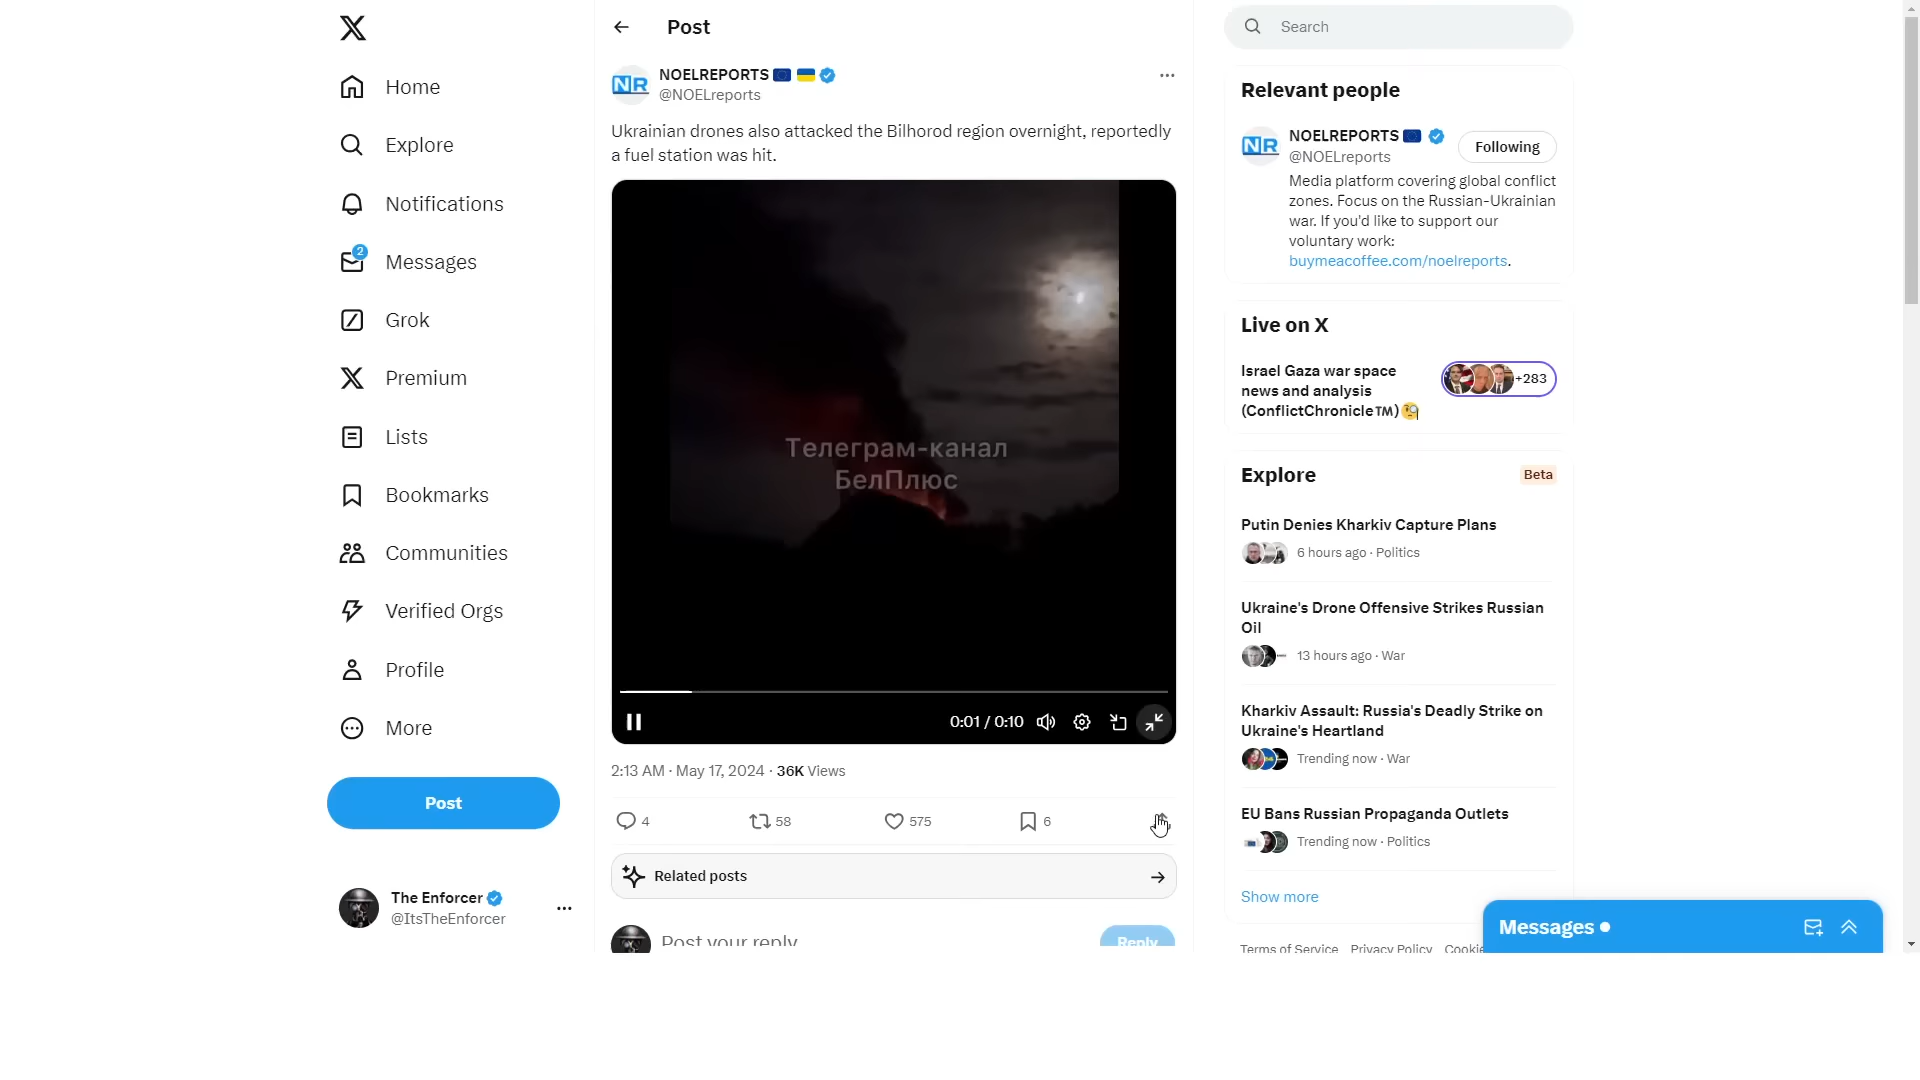 Post
Search
NOELREPORTS
@NOELreports
Ukrainian drones also attacked the Bilhorod region overnight, reportedly
a fuel station was hit.
Телеграм-канал
БелПлюс
0:01 / 0:10
2:13 AM · May 17, 2024 · 36K Views
4
58
575
6
Related posts
Post your reply
Reply
Home
Explore
Notifications
2
Messages
Grok
Premium
Lists
Bookmarks
Communities
Verified Orgs
Profile
More
Post
The Enforcer
@ItsTheEnforcer
Relevant people
NR
NOELREPORTS
@NOELreports
Following
Media platform covering global conflict
zones. Focus on the Russian-Ukrainian
war. If you'd like to support our
voluntary work:
buymeacoffee.com/noelreports.
Live on X
Israel Gaza war space
news and analysis
(ConflictChronicle™)
+283
Explore
Beta
Putin Denies Kharkiv Capture Plans
6 hours ago · Politics
Ukraine's Drone Offensive Strikes Russian
Oil
13 hours ago · War
Kharkiv Assault: Russia's Deadly Strike on
Ukraine's Heartland
Trending now · War
EU Bans Russian Propaganda Outlets
Trending now · Politics
Show more
Terms of Service Privacy Policy
Messages